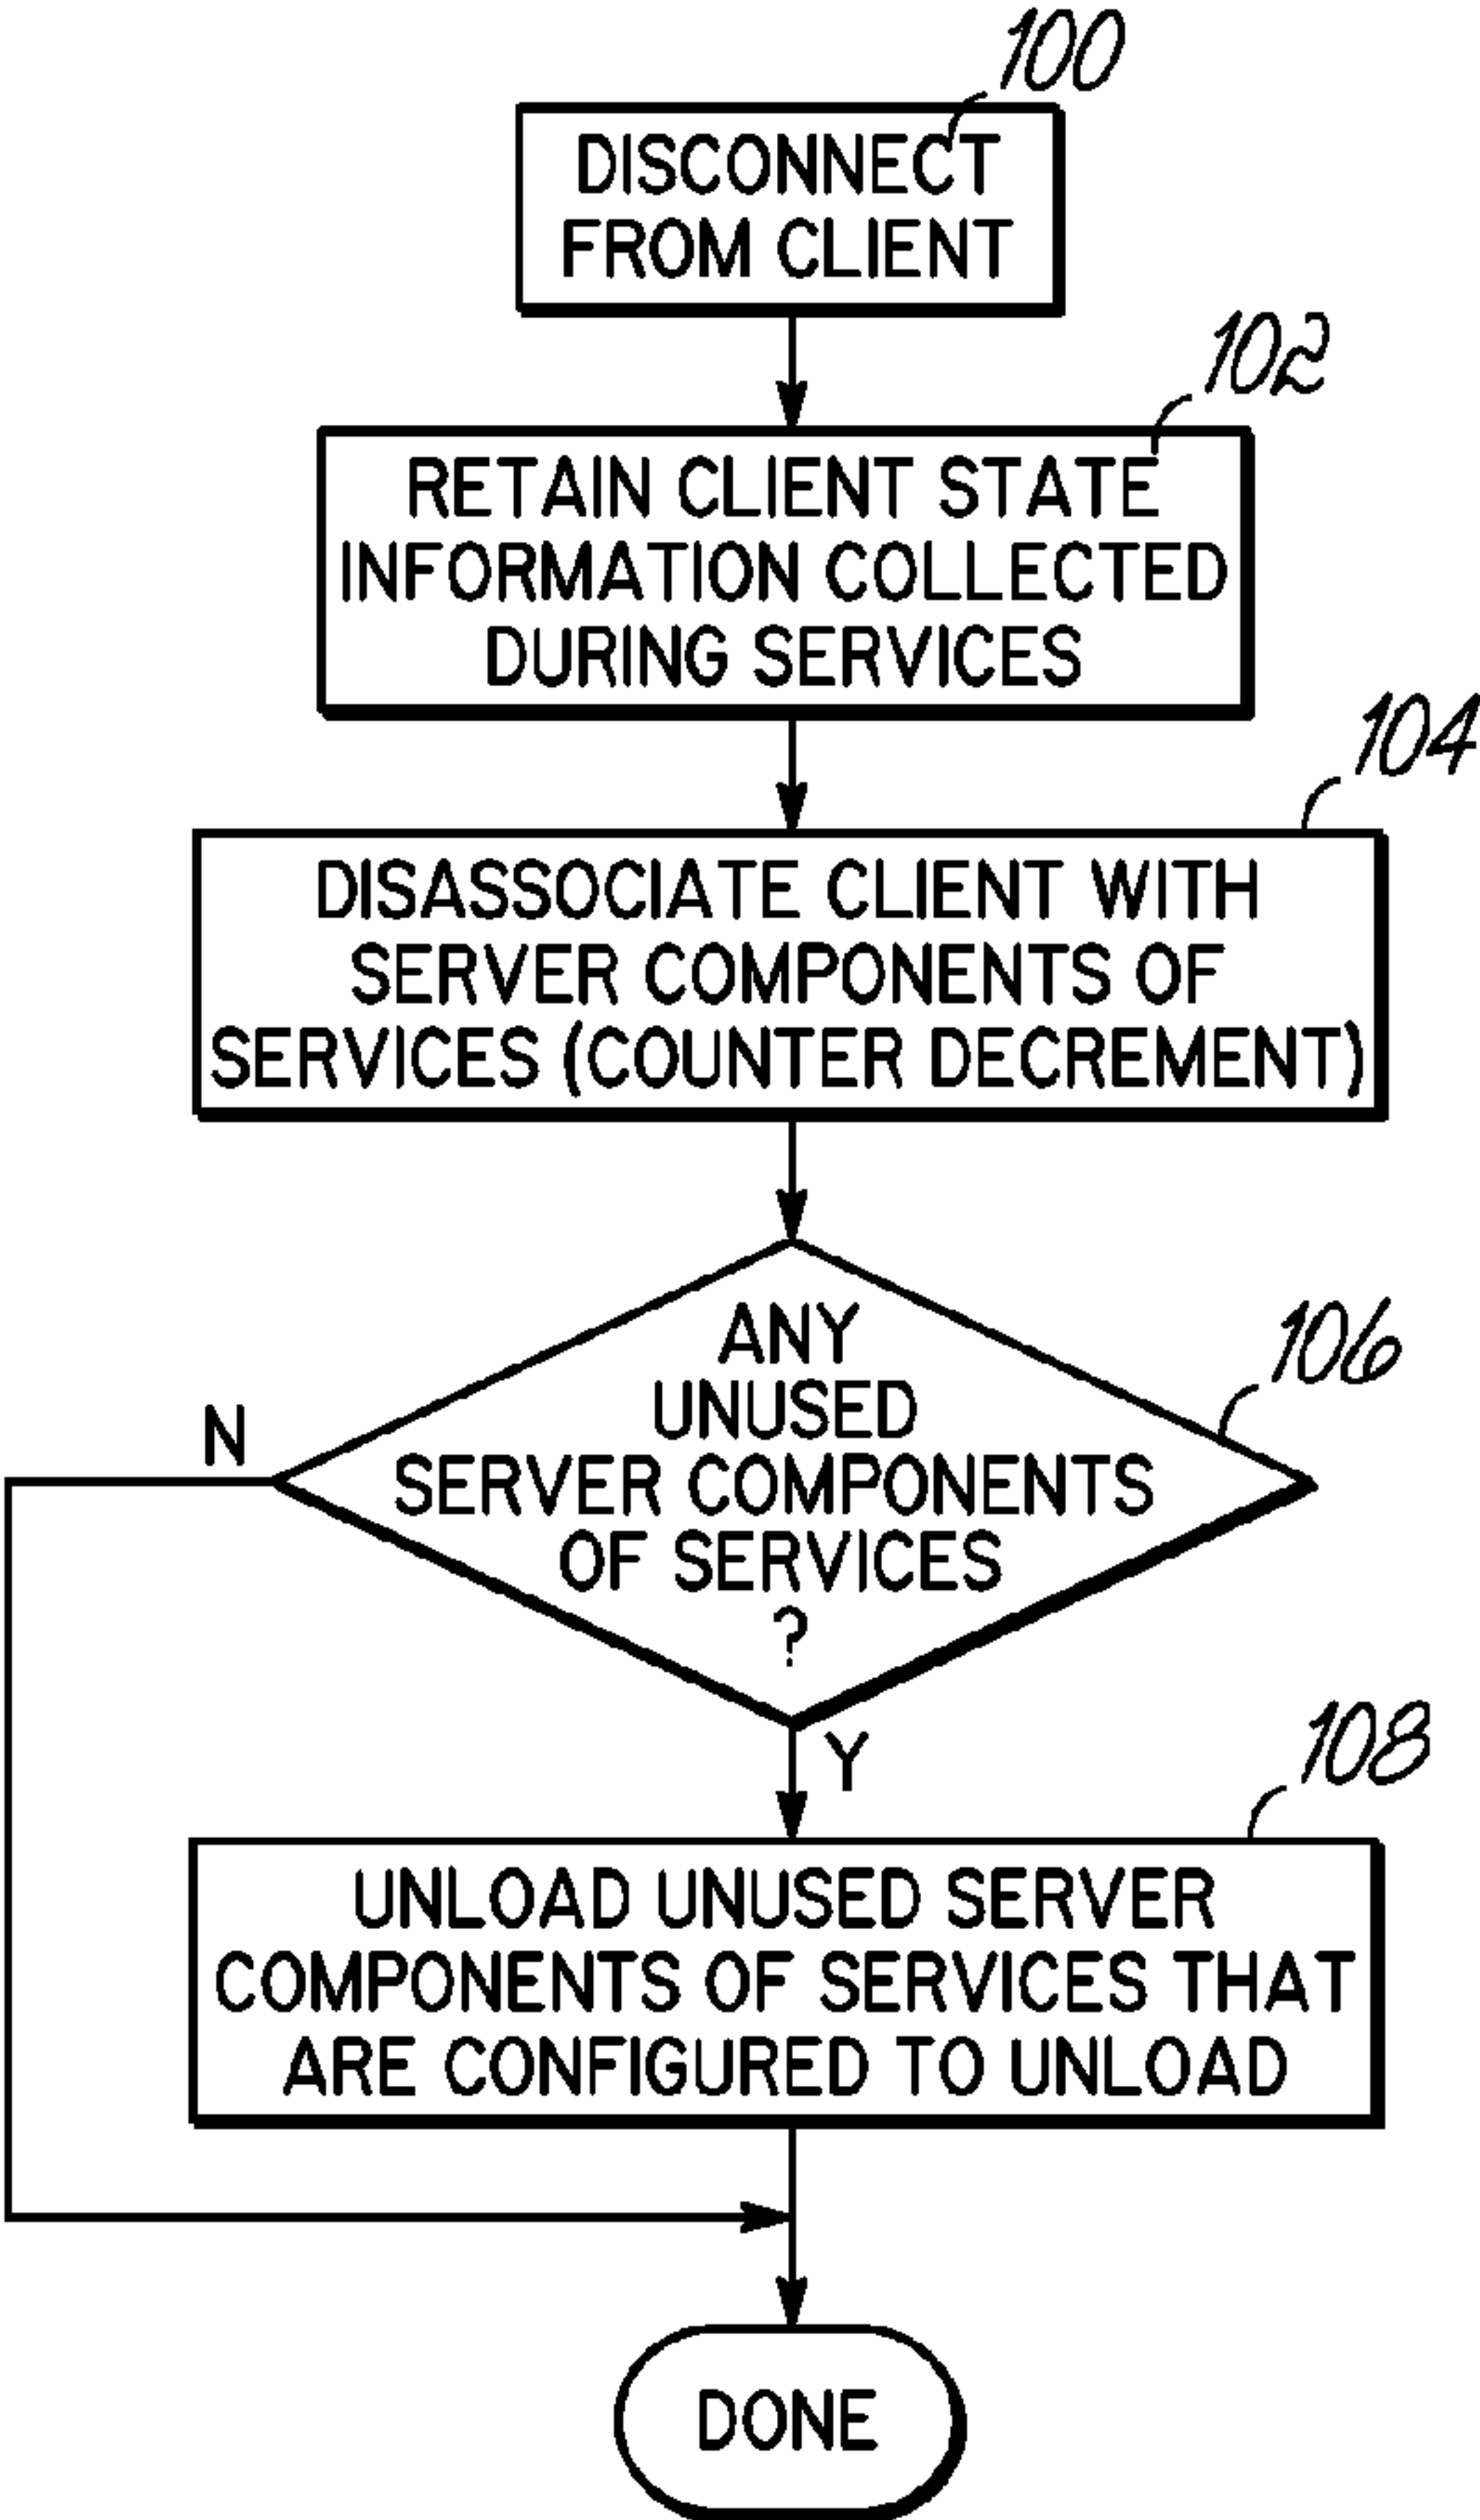 100
DISCONNECT
FROM CLIENT
102
RETAIN CLIENT STATE
INFORMATION COLLECTED
DURING SERVICES
104
DISASSOCIATE CLIENT WITH
SERVER COMPONENTS OF
SERVICES (COUNTER DECREMENT)
106
ANY
UNUSED
SERVER COMPONENTS
OF SERVICES
?
N
Y
108
UNLOAD UNUSED SERVER
COMPONENTS OF SERVICES THAT
ARE CONFIGURED TO UNLOAD
DONE